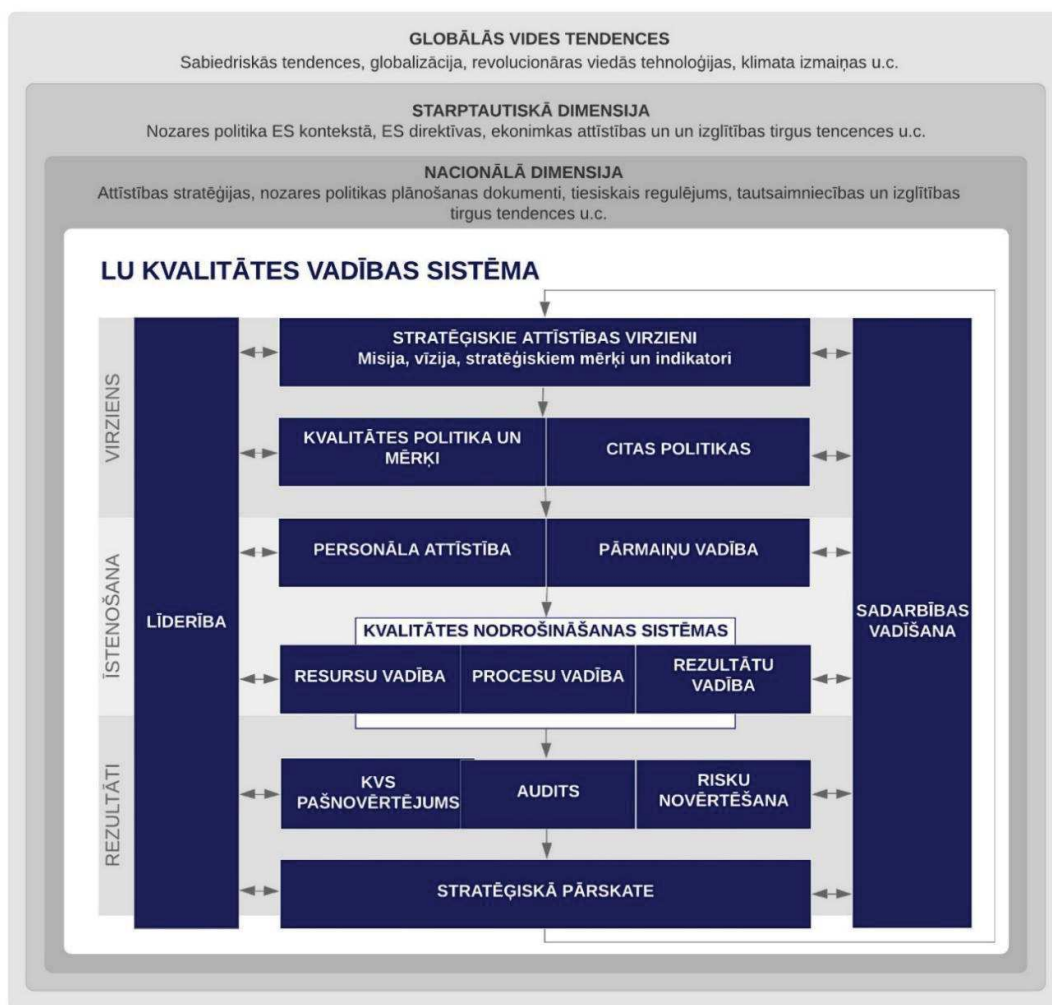 GLOBĀLĀS VIDES TENDENCES
Sabiedriskās tendences, globalizācija, revolucionāras viedās tehnoloģijas, klimata izmaiņas u.c.
STARPTAUTISKĀ DIMENSIJA
Nozares politika ES kontekstā, ES direktīvas, ekonimkas attīstības un un izglītības tirgus tencences u.c.
NACIONĀLĀ DIMENSIJA
Attīstības stratēģijas, nozares politikas plānošanas dokumenti, tiesiskais regulējums, tautsaimniecības un izglītības
tirgus tendences u.c.
LU KVALITĀTES VADĪBAS SISTĒMA
VIRZIENS
STRATĒĢISKIE ATTĪSTĪBAS VIRZIENI
Misija, vīzija, stratēģiskiem mērķi un indikatori
KVALITĀTES POLITIKA UN
MĒRĶI
CITAS POLITIKAS
ĪSTENOŠANA
PERSONĀLA ATTĪSTĪBA
PĀRMAIŅU VADĪBA
LĪDERĪBA
SADARBĪBAS
VADĪŠANA
KVALITĀTES NODROŠINĀŠANAS SISTĒMAS
RESURSU VADĪBA
PROCESU VADĪBA
REZULTĀTU
VADĪBA
REZULTĀTI
KVS
PAŠNOVĒRTĒJUMS
AUDITS
RISKU
NOVĒRTĒŠANA
STRATĒĢISKĀ PĀRSKATE